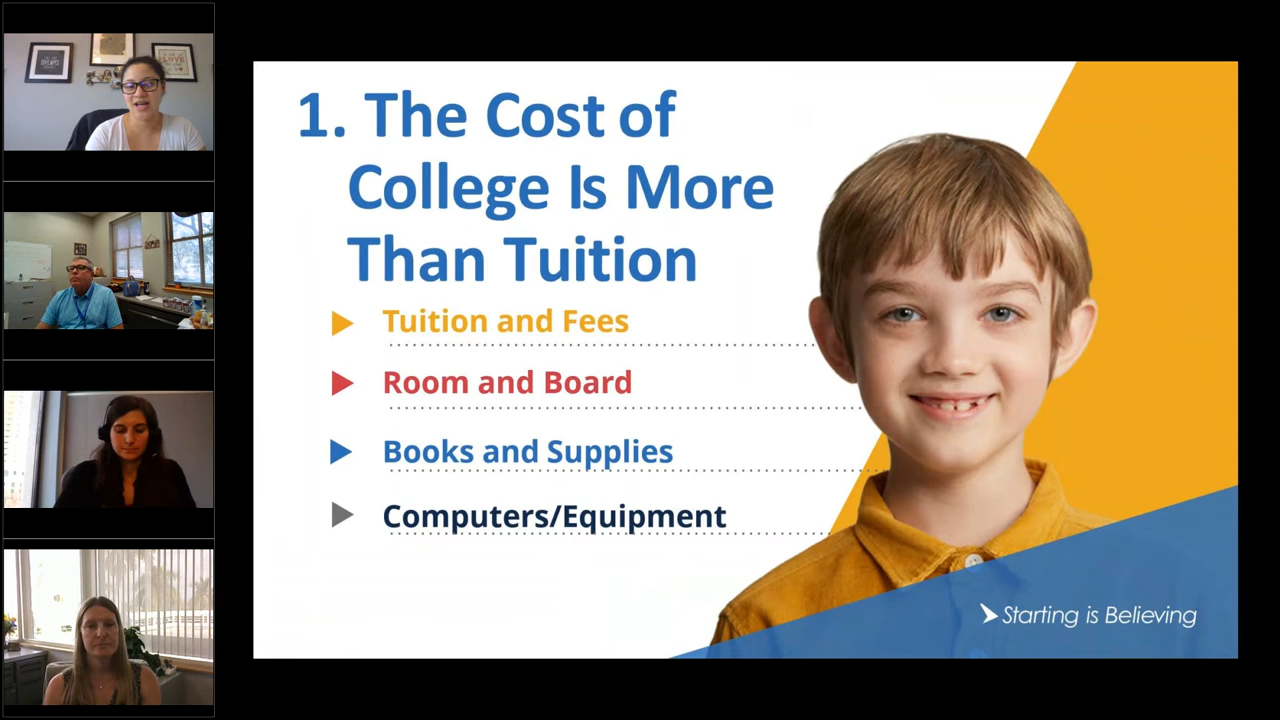 1. The Cost of
College Is More
Than Tuition
Tuition and Fees
Room and Board
Books and Supplies
Computers/Equipment
Starting is Believing